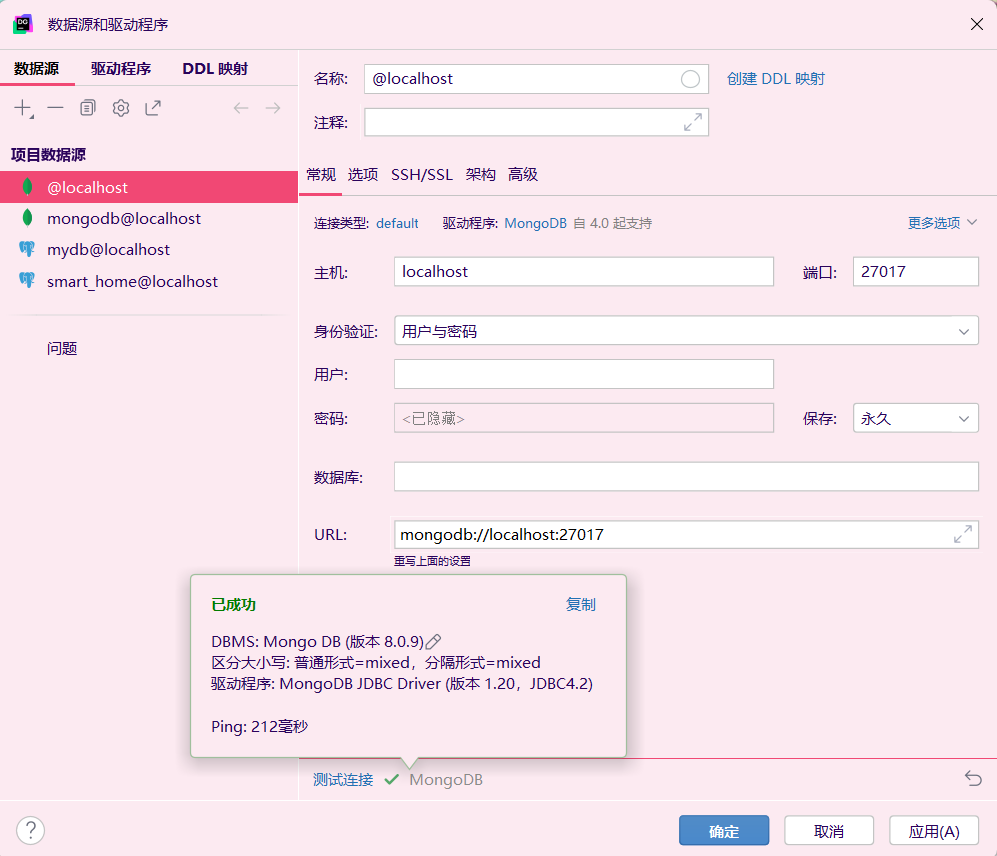 数据源和驱动程序
数据源 驱动程序 DDL 映射
项目数据源
@localhost
mongodb@localhost
mydb@localhost
smart_home@localhost
问题
名称: @localhost 创建 DDL 映射
注释:
常规 选项 SSH/SSL 架构 高级
连接类型: default 驱动程序: MongoDB 自 4.0 起支持 更多选项
主机: localhost 端口: 27017
身份验证: 用户与密码
用户:
密码: <已隐藏> 保存: 永久
数据库:
URL: mongodb://localhost:27017
重写上面的设置
已成功 复制
DBMS: Mongo DB (版本 8.0.9)
区分大小写: 普通形式=mixed，分隔形式=mixed
驱动程序: MongoDB JDBC Driver (版本 1.20，JDBC4.2)
Ping: 212毫秒
测试连接 MongoDB
? 确定 取消 应用(A)